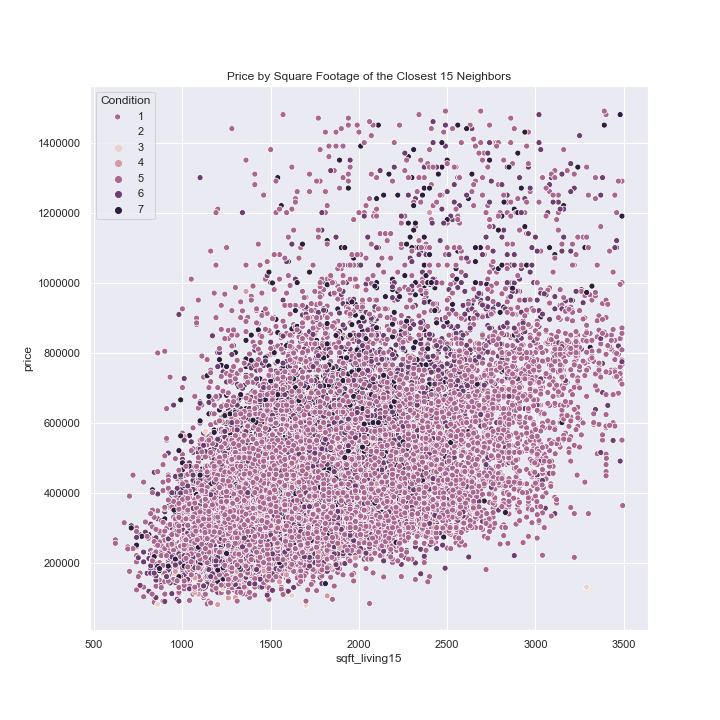 Price by Square Footage of the Closest 15 Neighbors
Condition
1
2
3
4
5
6
7
1400000
1200000
1000000
800000
600000
400000
200000
price
500 1000 1500 2000 2500 3000 3500
sqft_living15